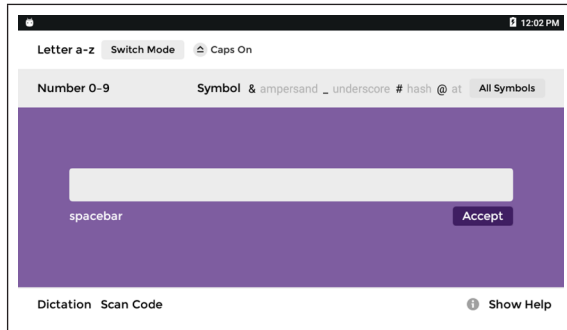 12:02 PM
Letter a-z Switch Mode Caps On
Number 0-9 Symbol & ampersand _ underscore # hash @ at All Symbols
spacebar Accept
Dictation Scan Code Show Help